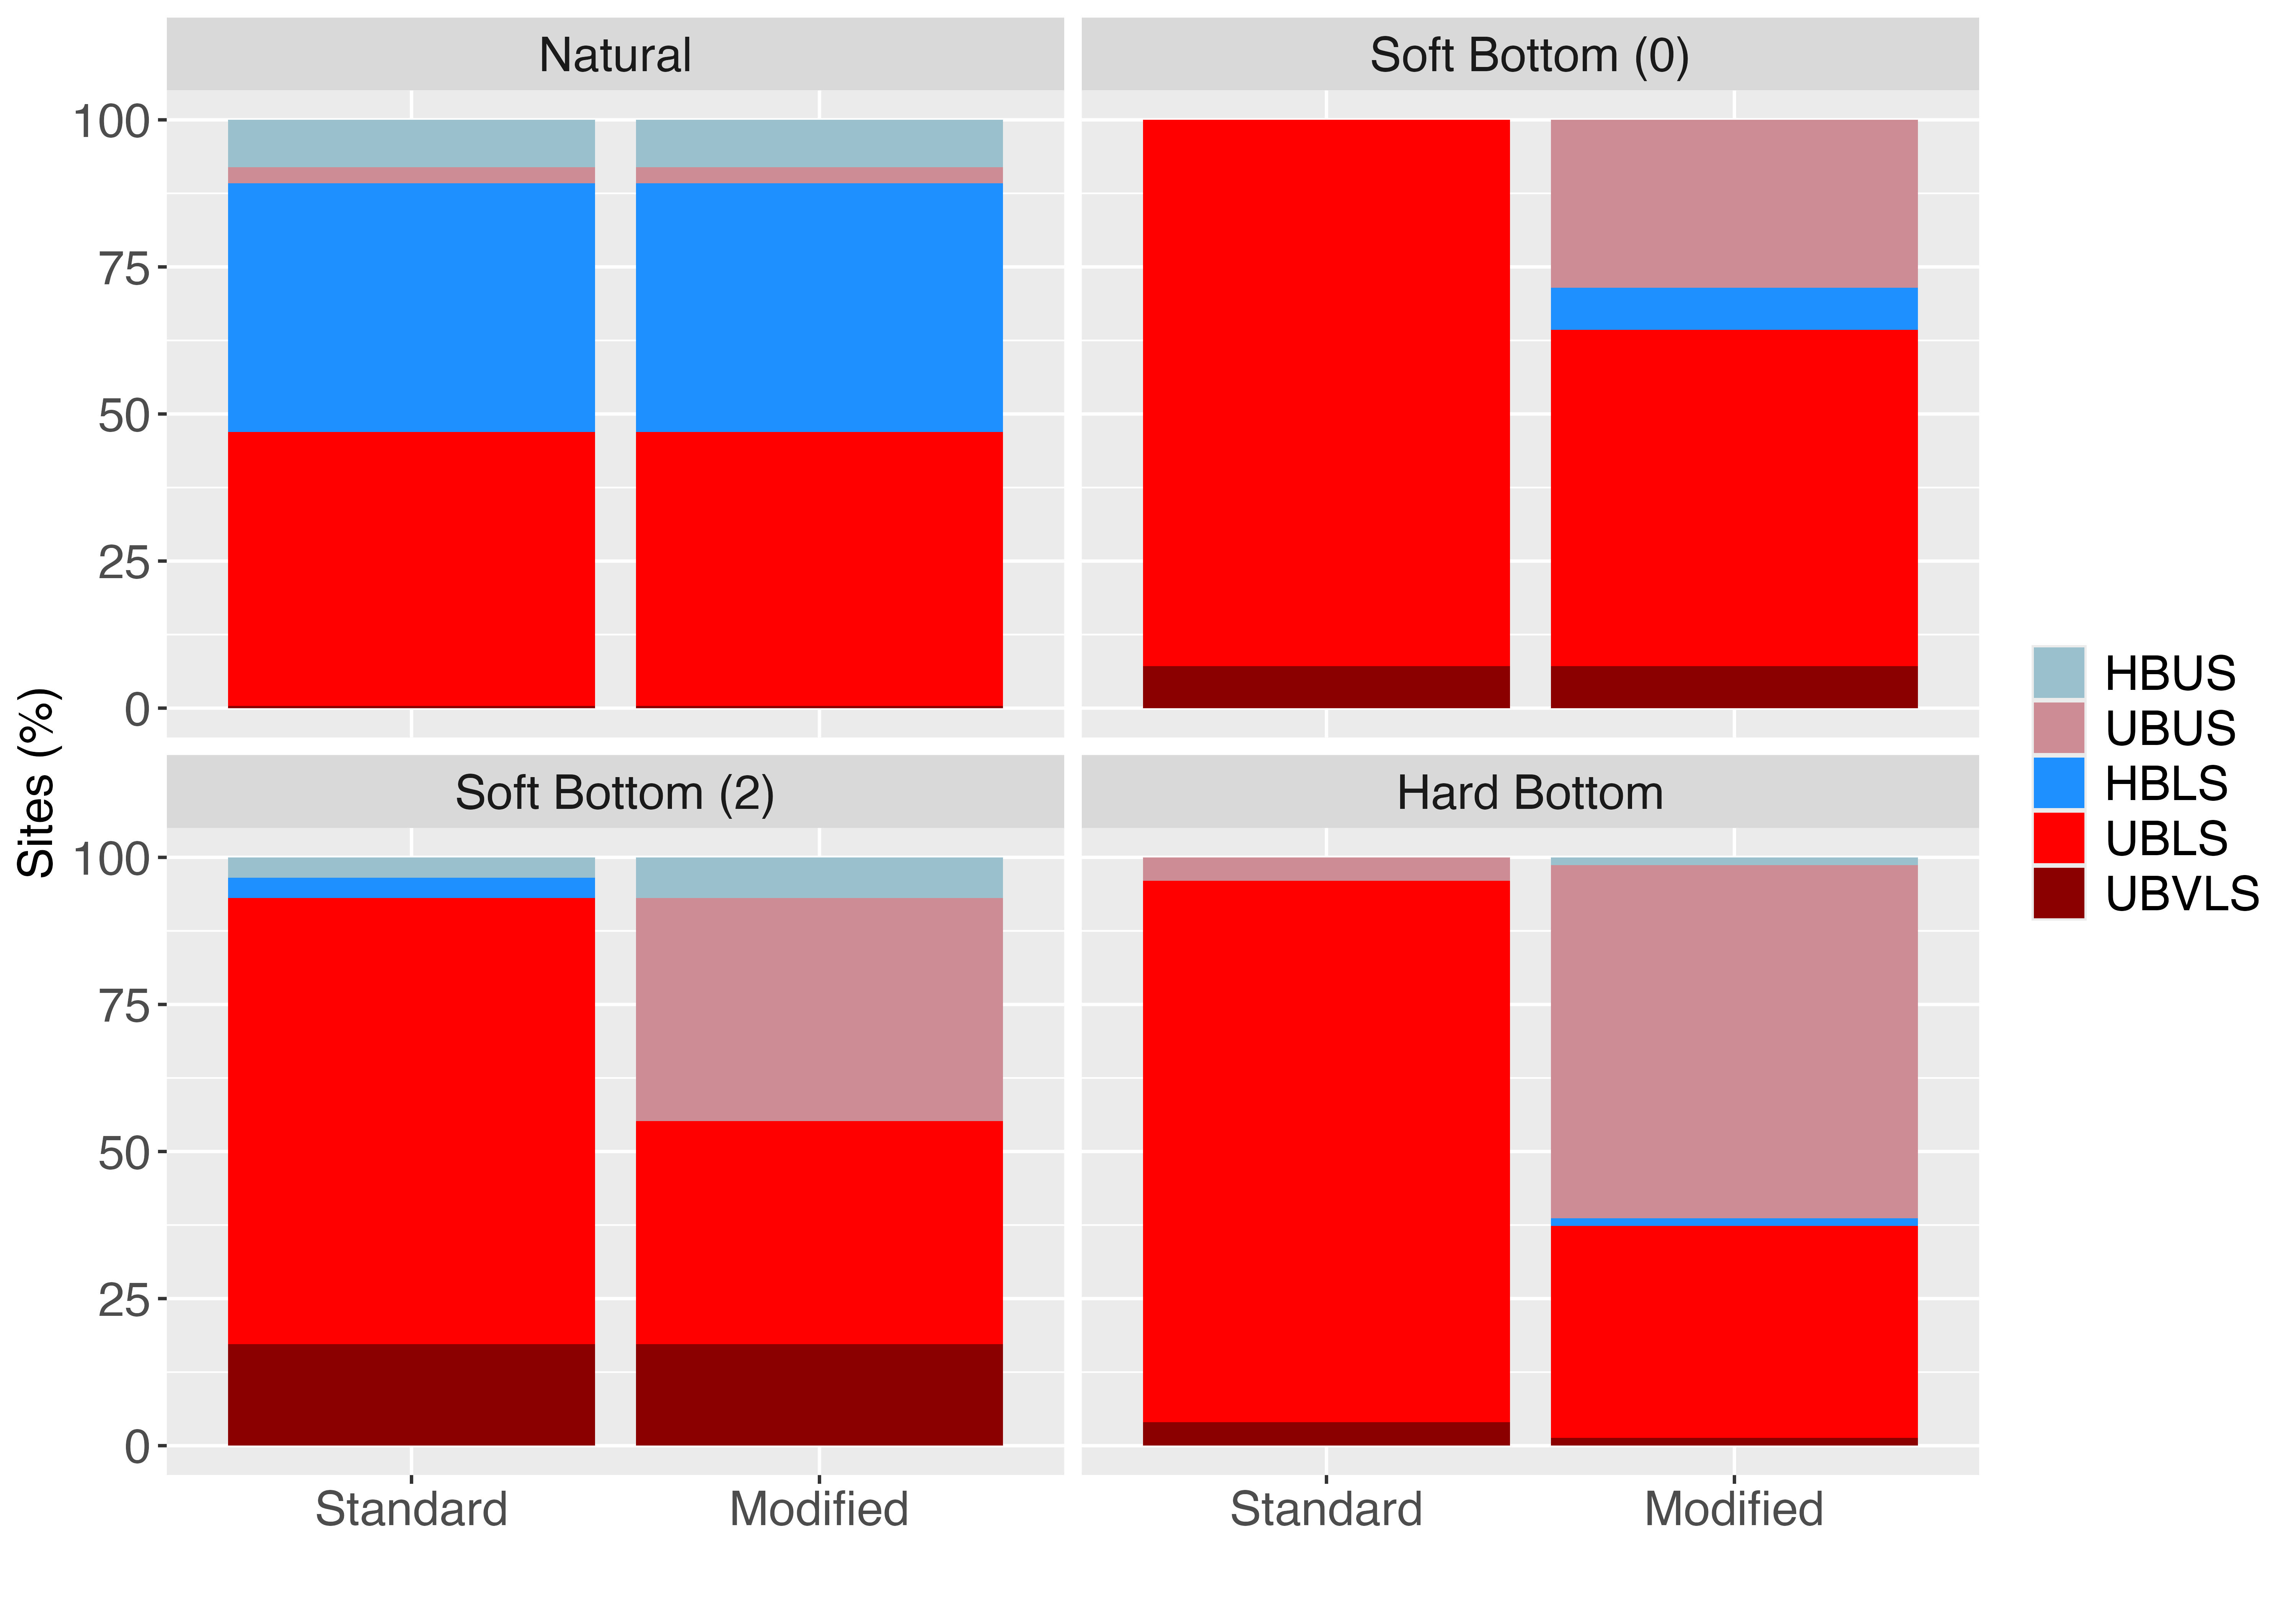 Natural
Soft Bottom (0)
100
75
50
25
0
Soft Bottom (2)
Hard Bottom
100
75
50
25
0
Sites (%)
Standard
Modified
Standard
Modified
HBUS
UBUS
HBLS
UBLS
UBVLS